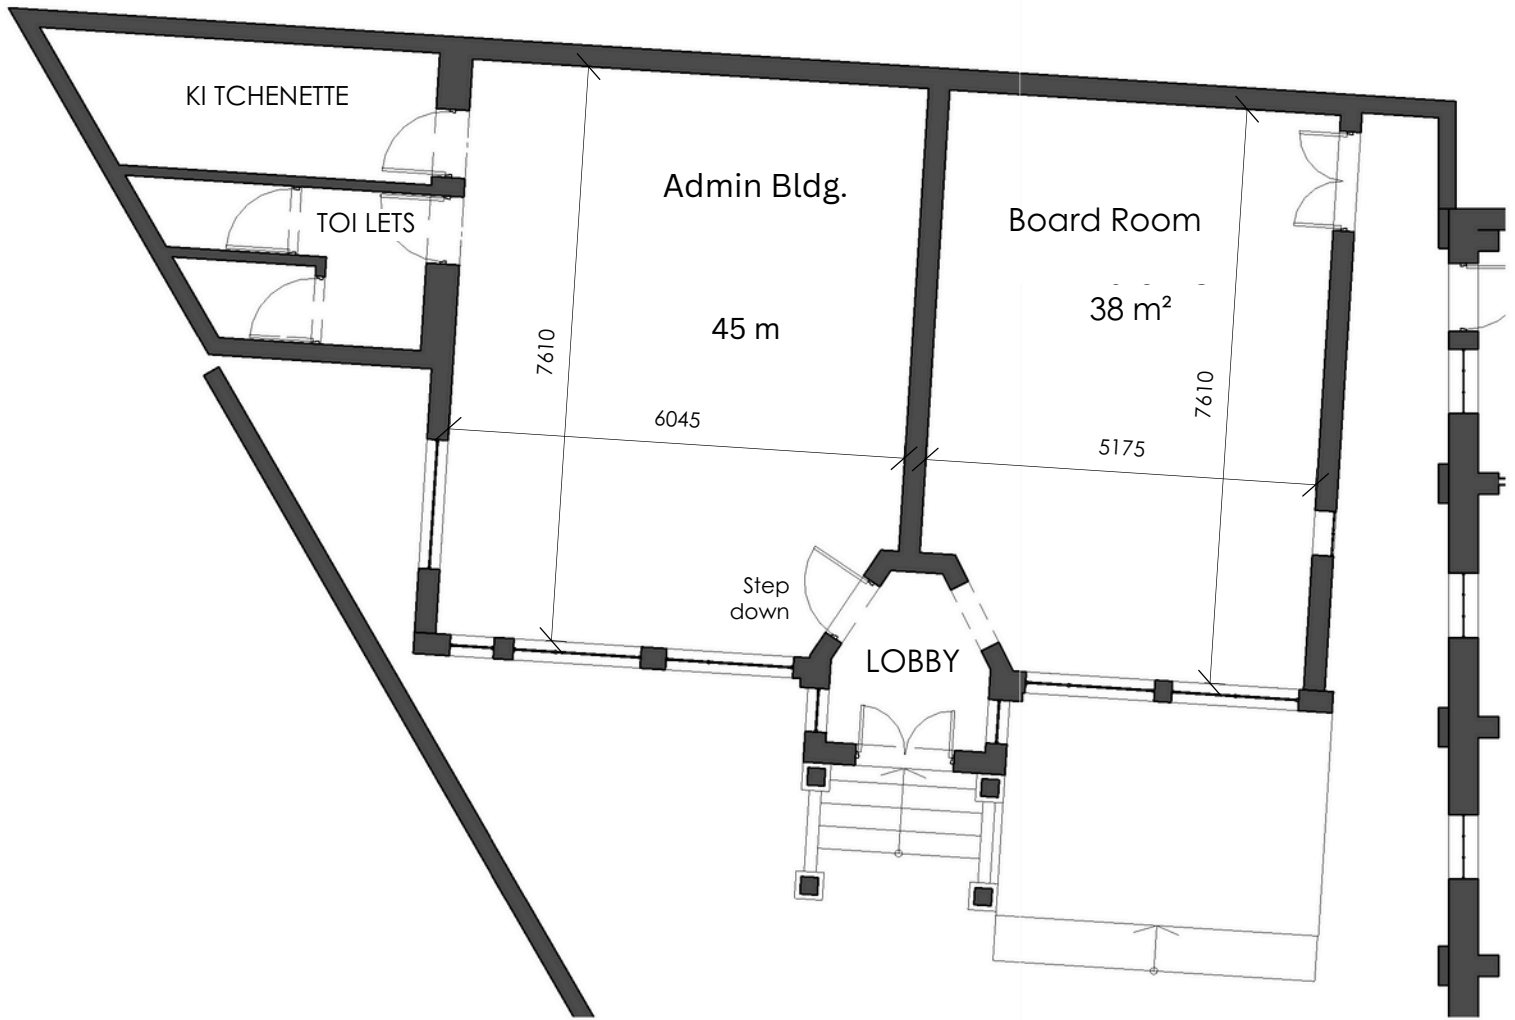 KI TCHENETTE
TOI LETS
Admin Bldg.
Board Room
45 m
38 m²
7610
6045
7610
5175
Step
down
LOBBY